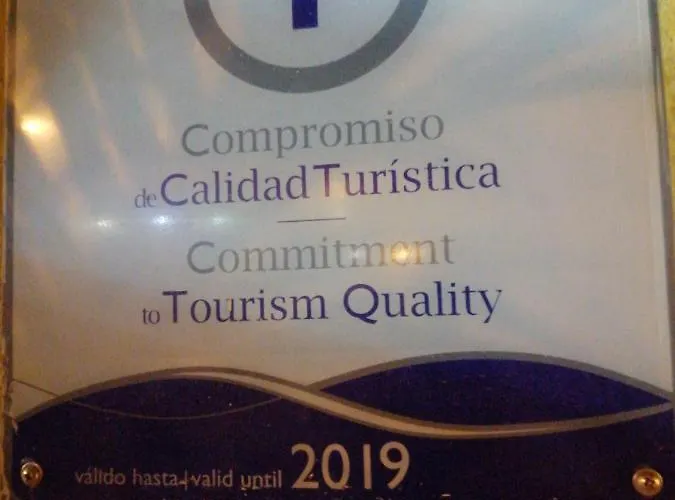 Compromiso
de Calidad Turística
Commitment
to Tourism Quality
válido hasta/valid until 2019